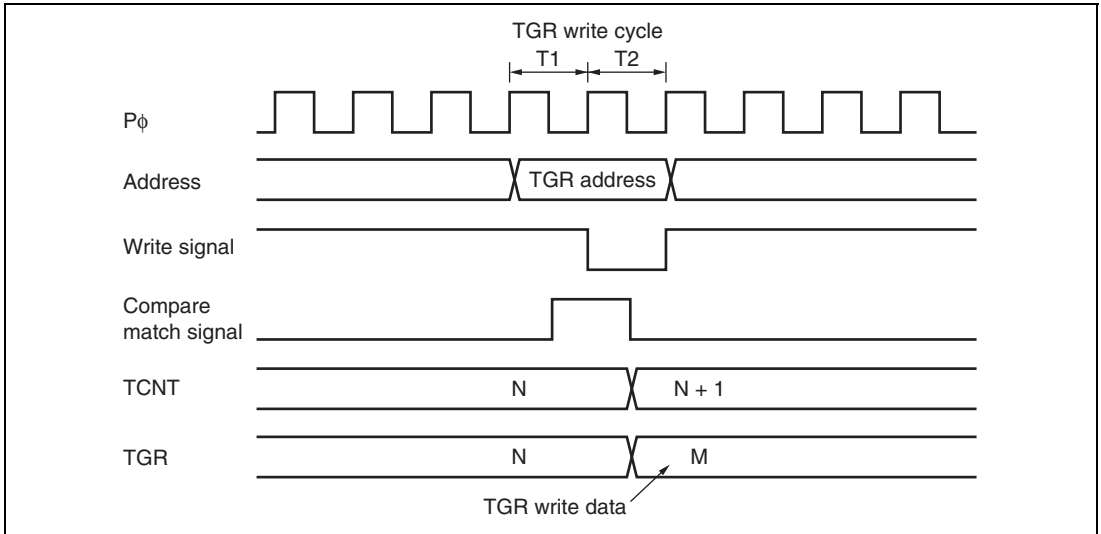 TGR write cycle
T1 T2
Pϕ
Address
TGR address
Write signal
Compare
match signal
TCNT
N
N + 1
TGR
N
M
TGR write data